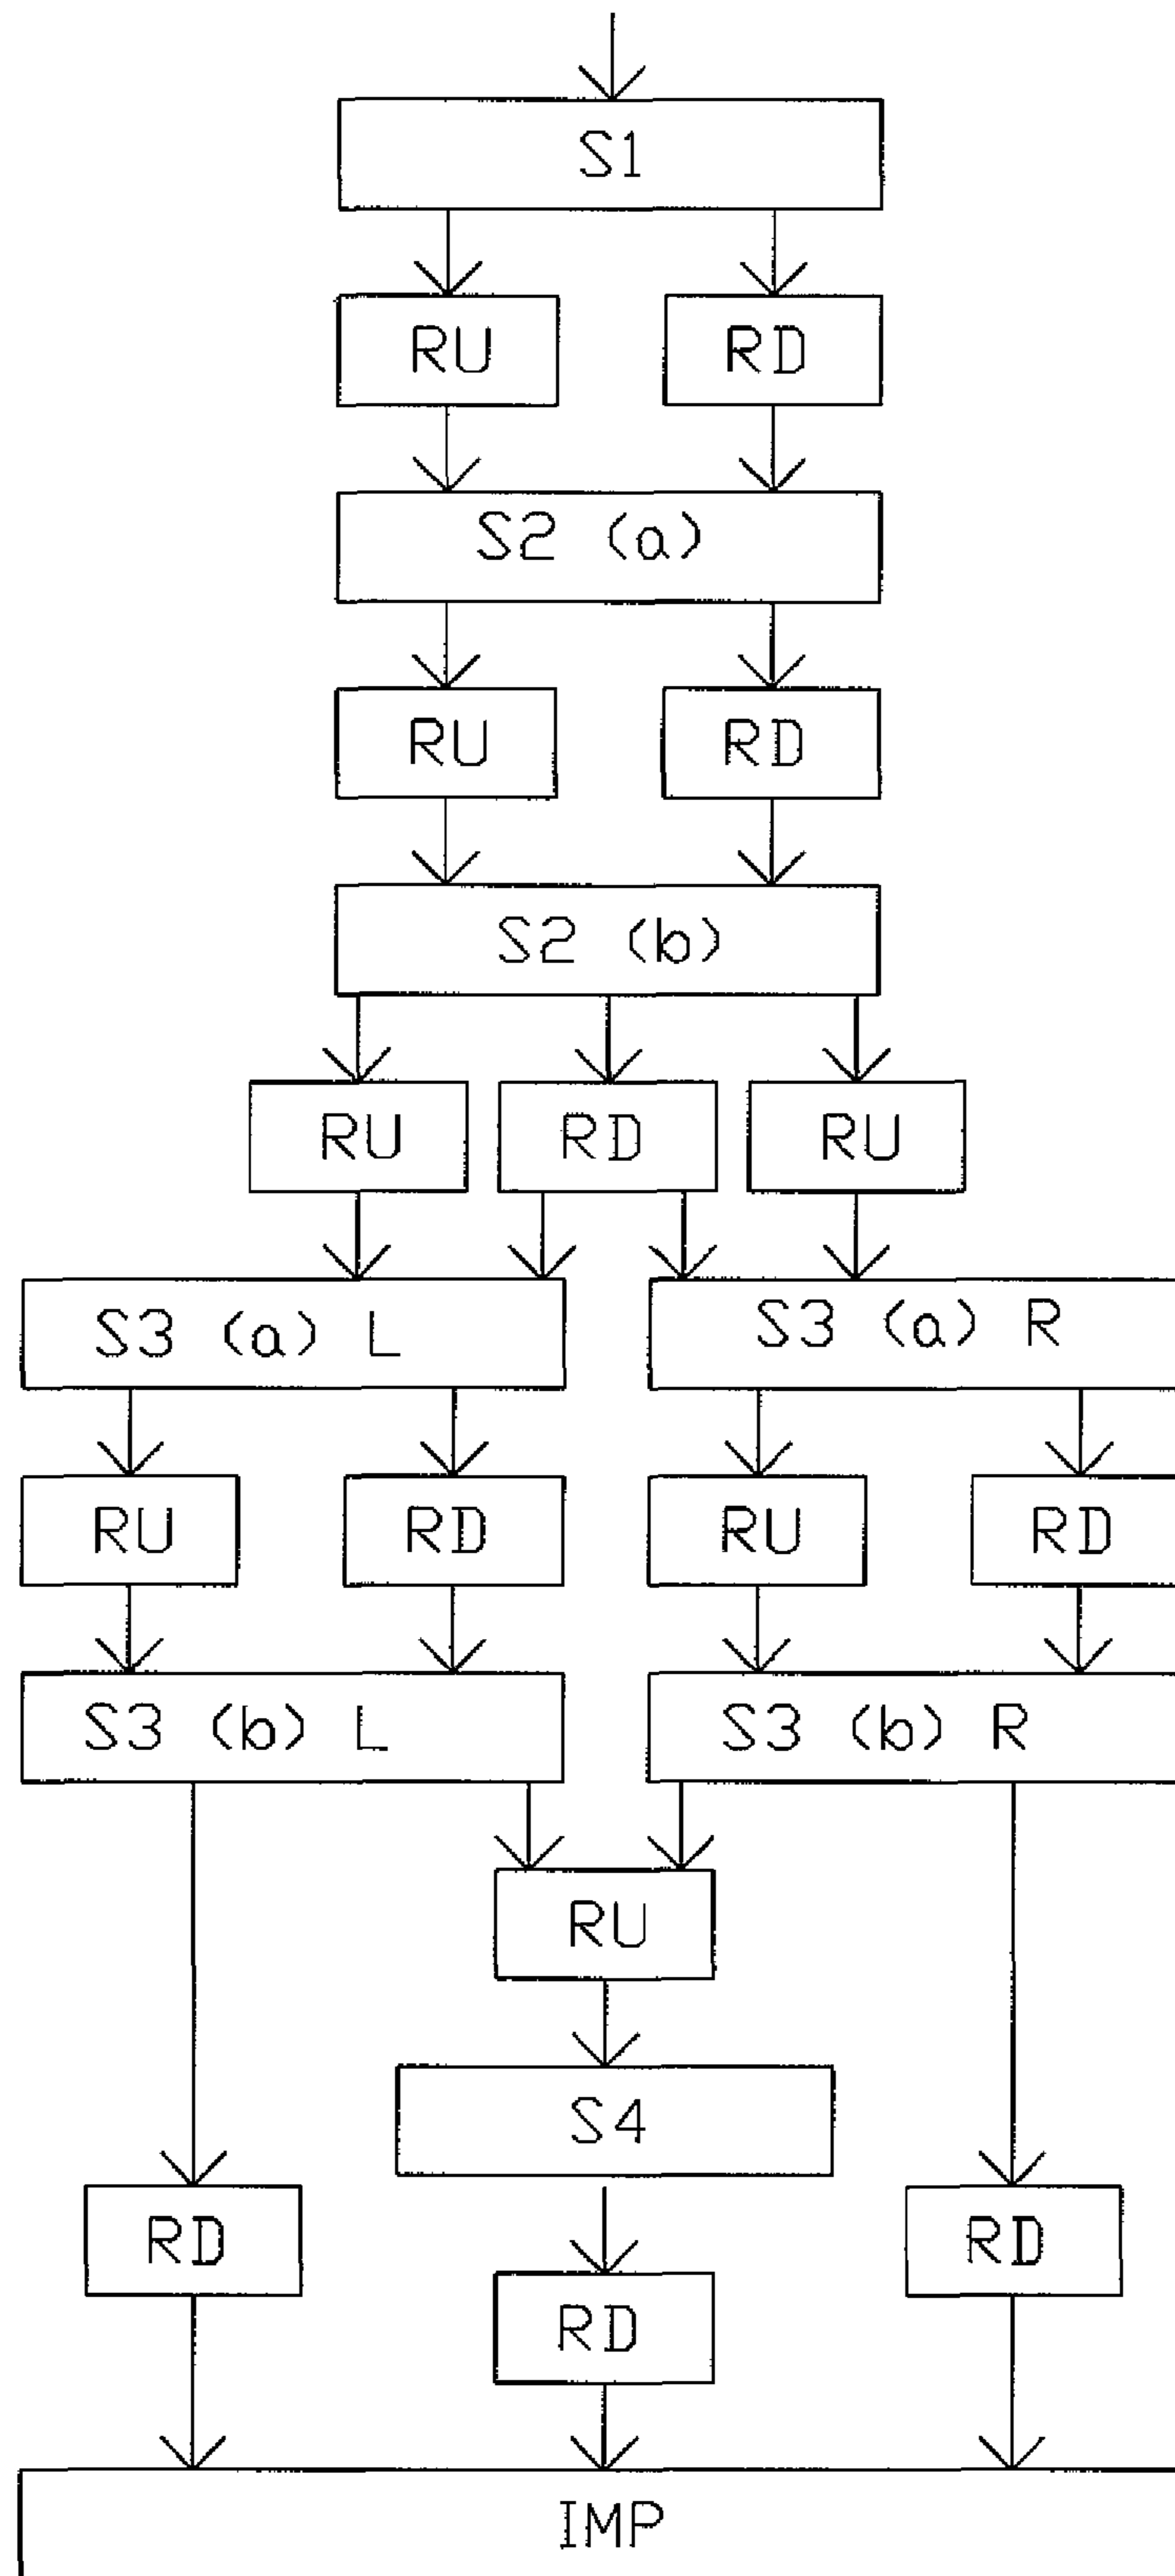 S1
RU RD
S2 (a)
RU RD
S2 (b)
RU RD RU
S3 (a) L S3 (a) R
RU RD RU RD
S3 (b) L S3 (b) R
RU
S4
RD RD
RD
IMP